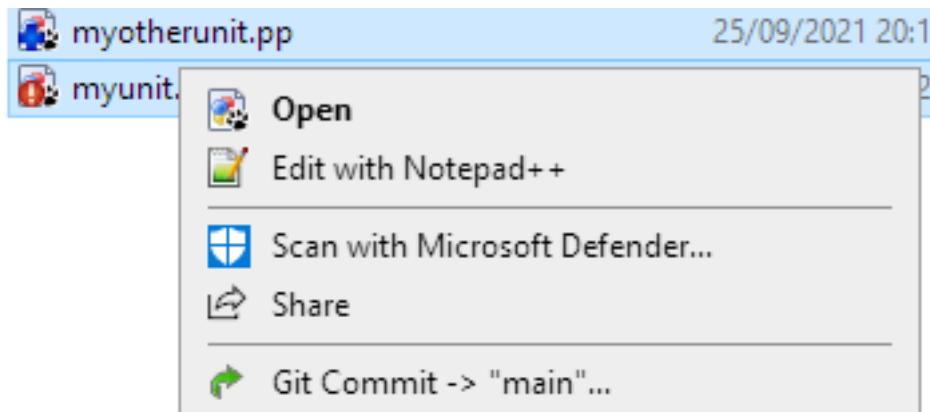 myotherunit.pp 25/09/2021 20:1
myunit.
Open
Edit with Notepad++
Scan with Microsoft Defender...
Share
Git Commit -> "main"...